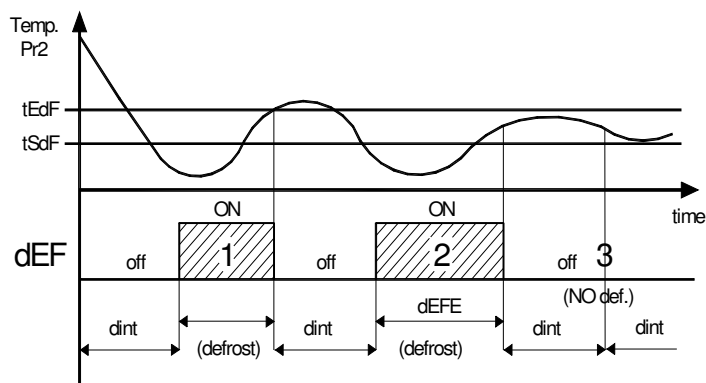 Temp.
Pr2
tEdF
tSdF
time
ON ON
dEF off 1 off 2 off 3
(NO def.)
dint dEFE dint dint
(defrost) dint (defrost)